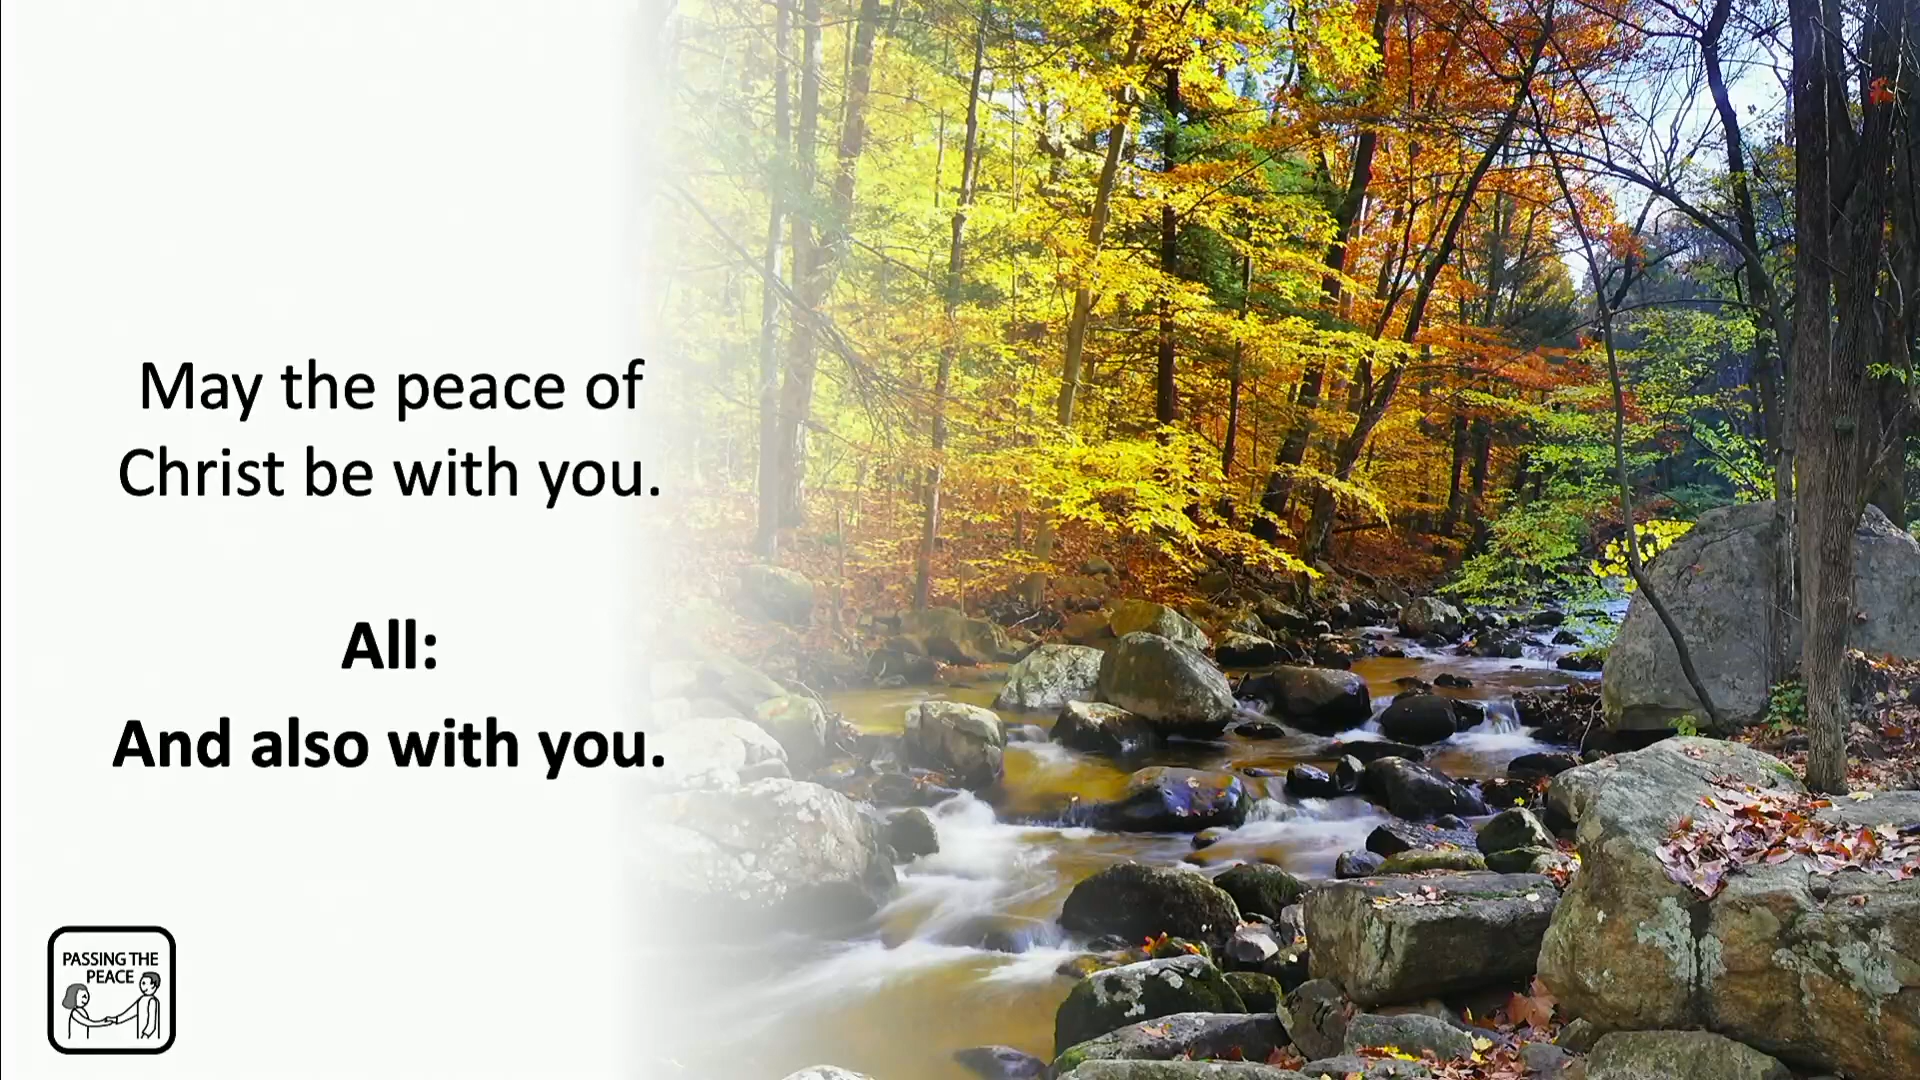 May the peace of
Christ be with you.
All:
And also with you.
PASSING THE
PEACE